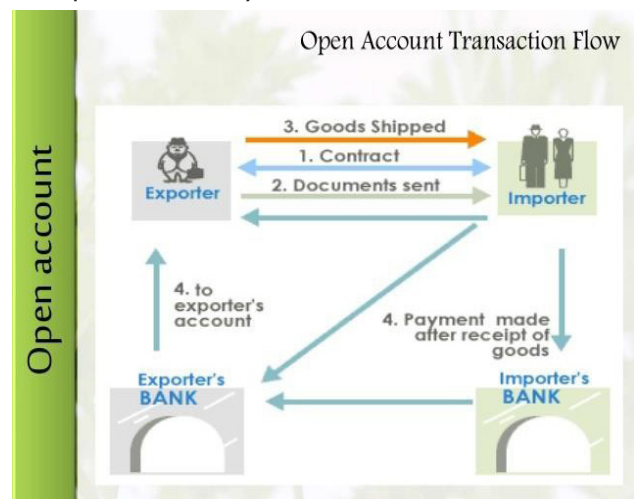 Open Account Transaction Flow
Open account
3. Goods Shipped
1. Contract
2. Documents sent
Exporter
Importer
4. to
exporter's
account
4. Payment made
after receipt of
goods
Exporter's
BANK
Importer's
BANK